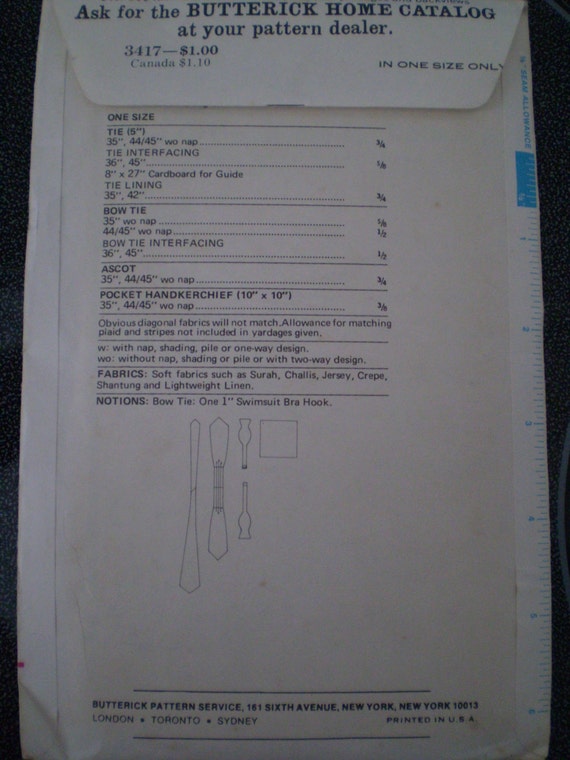 Ask for the BUTTERICK HOME CATALOG
at your pattern dealer.
3417—$1.00
Canada $1.10
IN ONE SIZE ONLY
ONE SIZE
TIE (5")
35", 44/45" wo nap ... 3/4
TIE INTERFACING
36", 45" ... 5/8
8" x 27" Cardboard for Guide
TIE LINING
35", 42" ... 3/4
BOW TIE
35" wo nap ... 5/8
44/45" wo nap ... 1/2
BOW TIE INTERFACING
36", 45" ... 1/2
ASCOT
35", 44/45" wo nap ... 3/4
POCKET HANDKERCHIEF (10" x 10")
35", 44/45" wo nap ... 3/8
Obvious diagonal fabrics will not match. Allowance for matching
plaid and stripes not included in yardages given.
w: with nap, shading, pile or one-way design.
wo: without nap, shading or pile or with two-way design.
FABRICS: Soft fabrics such as Surah, Challis, Jersey, Crepe,
Shantung and Lightweight Linen.
NOTIONS: Bow Tie: One 1" Swimsuit Bra Hook.
BUTTERICK PATTERN SERVICE, 161 SIXTH AVENUE, NEW YORK, NEW YORK 10013
LONDON • TORONTO • SYDNEY
PRINTED IN U.S.A.
SEAM ALLOWANCE
1
2
3
4
5
6